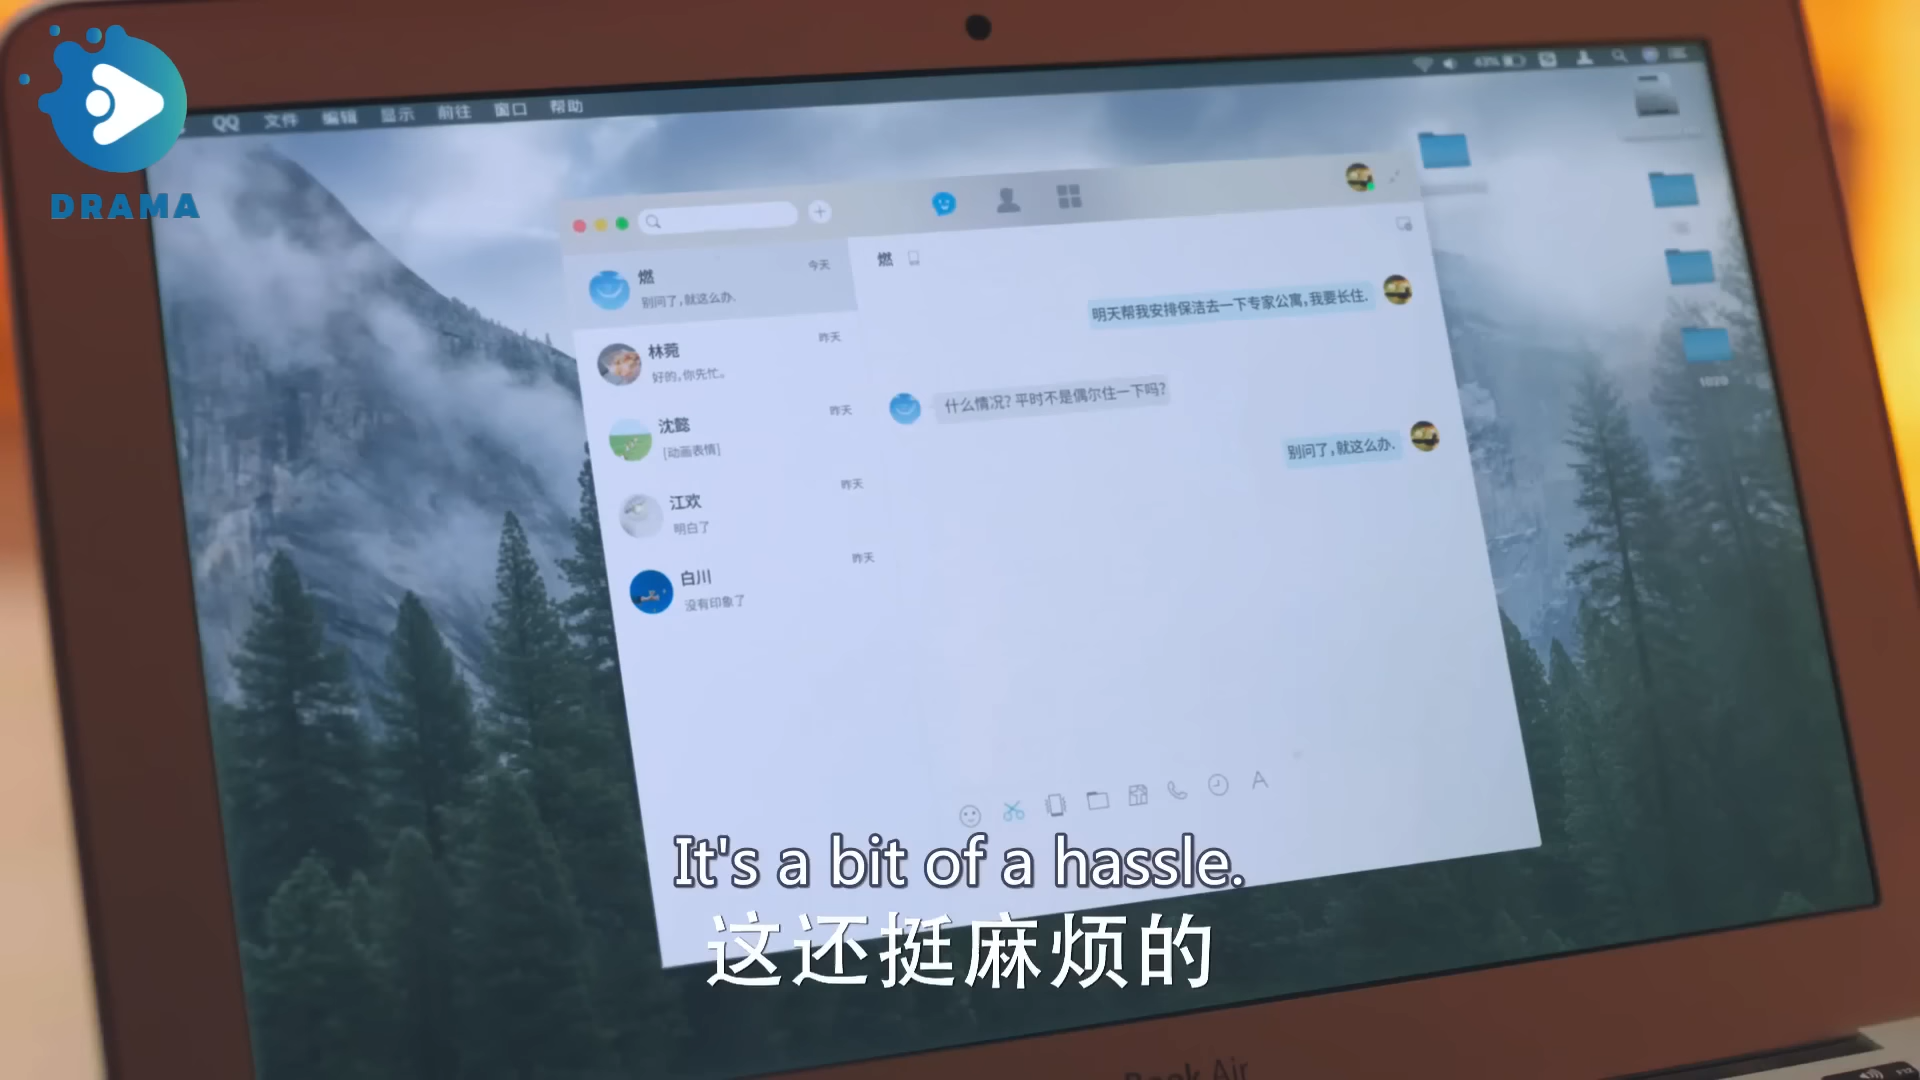 DRAMA
QQ 文件 编辑 显示 前往 窗口 帮助
43%
燃 今天
别问了,就这么办.
林菀 昨天
好的,你先忙。
沈懿 昨天
[动画表情]
江欢 昨天
明白了
白川 昨天
没有印象了
燃
明天帮我安排保洁去一下专家公寓,我要长住.
什么情况? 平时不是偶尔住一下吗?
别问了,就这么办.
1020
It's a bit of a hassle.
这还挺麻烦的
Book Air